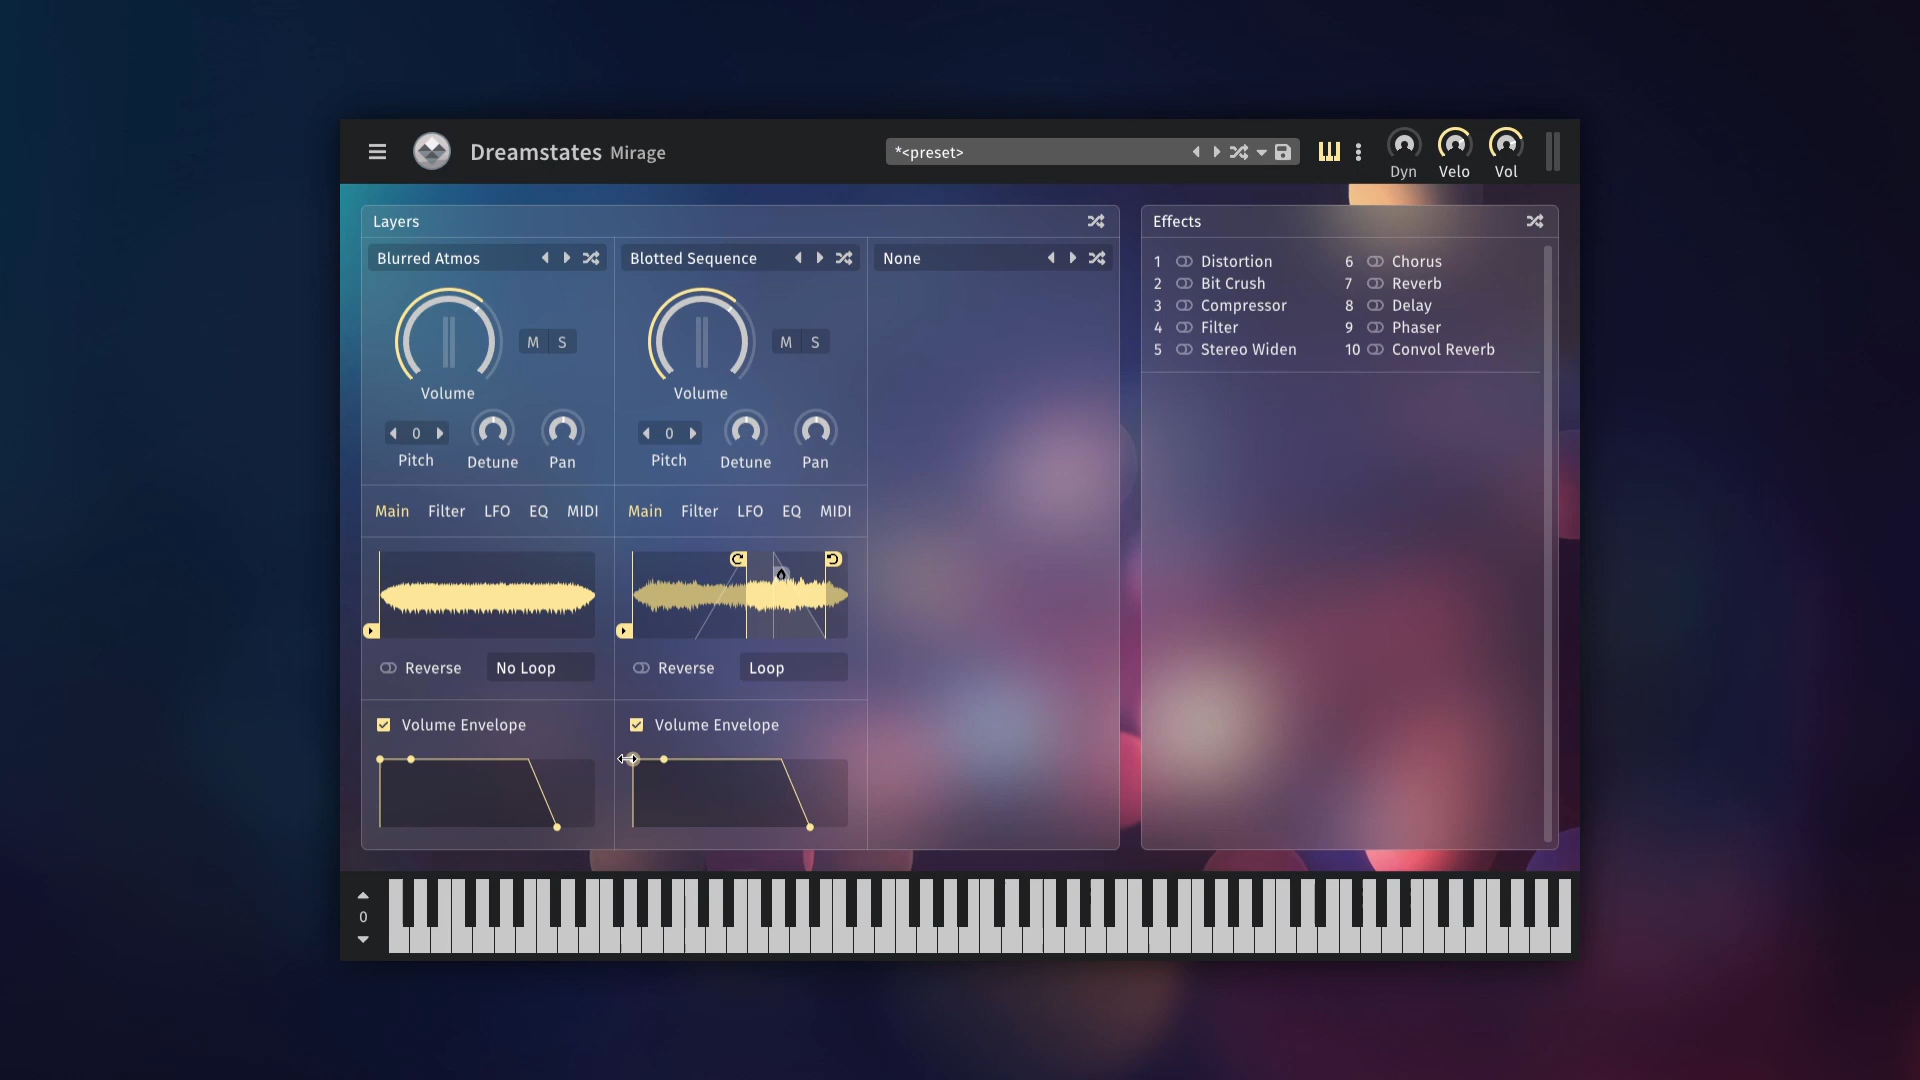 Dreamstates Mirage
*<preset>
Dyn Velo Vol
Layers
Blurred Atmos
Volume
M S
0
Pitch
Detune
Pan
Main Filter LFO EQ MIDI
Reverse
No Loop
Volume Envelope
Blotted Sequence
Volume
M S
0
Pitch
Detune
Pan
Main Filter LFO EQ MIDI
Reverse
Loop
Volume Envelope
None
Effects
1 Distortion
2 Bit Crush
3 Compressor
4 Filter
5 Stereo Widen
6 Chorus
7 Reverb
8 Delay
9 Phaser
10 Convol Reverb
0